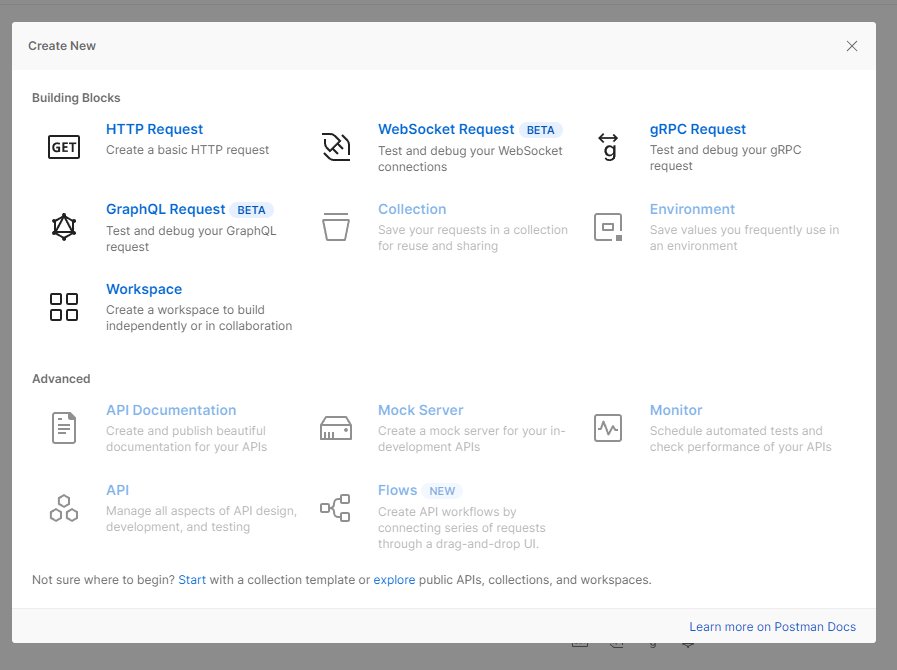 Create New
Building Blocks
GET
HTTP Request
Create a basic HTTP request
WebSocket Request BETA
Test and debug your WebSocket
connections
g
gRPC Request
Test and debug your gRPC
request
GraphQL Request BETA
Test and debug your GraphQL
request
Collection
Save your requests in a collection
for reuse and sharing
Environment
Save values you frequently use in
an environment
Workspace
Create a workspace to build
independently or in collaboration
Advanced
API Documentation
Create and publish beautiful
documentation for your APIs
Mock Server
Create a mock server for your in-
development APIs
Monitor
Schedule automated tests and
check performance of your APIs
API
Manage all aspects of API design,
development, and testing
Flows NEW
Create API workflows by
connecting series of requests
through a drag-and-drop UI.
Not sure where to begin? Start with a collection template or explore public APIs, collections, and workspaces.
Learn more on Postman Docs